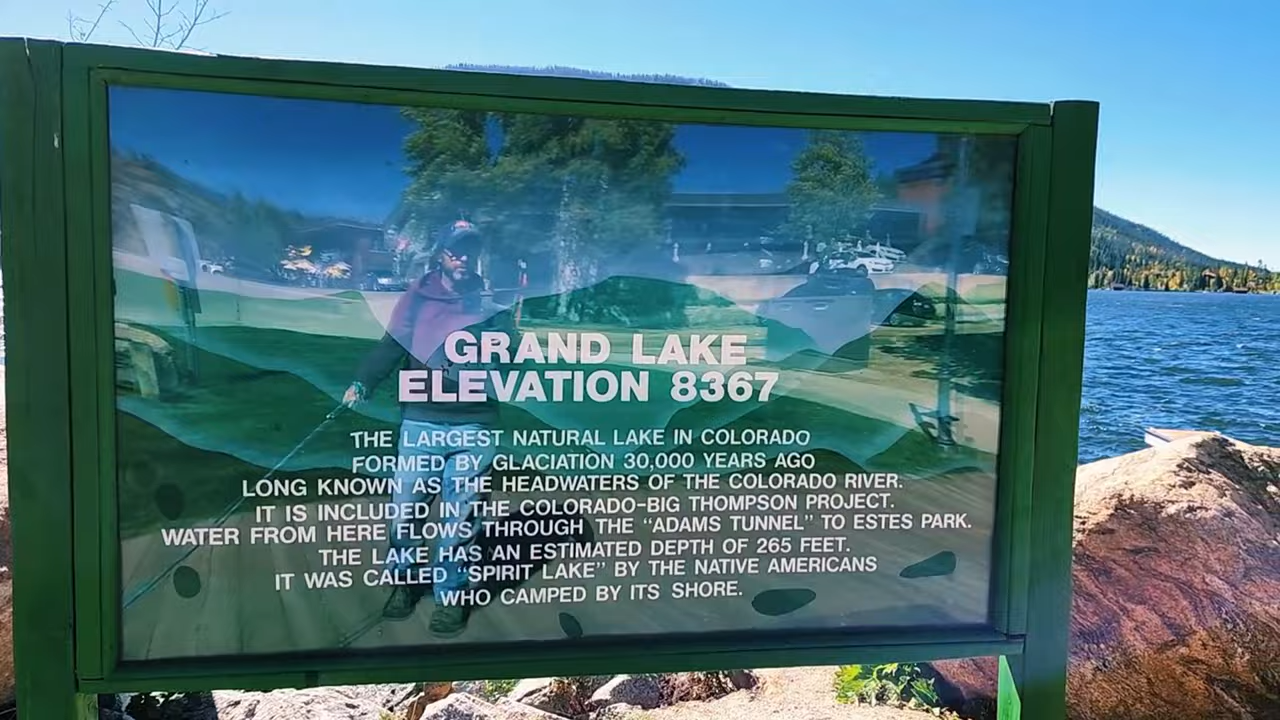 GRAND LAKE
ELEVATION 8367
THE LARGEST NATURAL LAKE IN COLORADO
FORMED BY GLACIATION 30,000 YEARS AGO
LONG KNOWN AS THE HEADWATERS OF THE COLORADO RIVER.
IT IS INCLUDED IN THE COLORADO-BIG THOMPSON PROJECT.
WATER FROM HERE FLOWS THROUGH THE "ADAMS TUNNEL" TO ESTES PARK.
THE LAKE HAS AN ESTIMATED DEPTH OF 265 FEET.
IT WAS CALLED "SPIRIT LAKE" BY THE NATIVE AMERICANS
WHO CAMPED BY ITS SHORE.